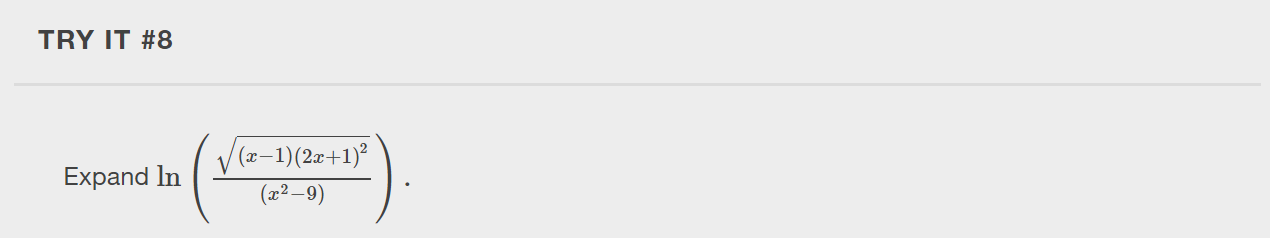 TRY IT #8
Expand ln(√((x−1)(2x+1)²)/(x²−9)).